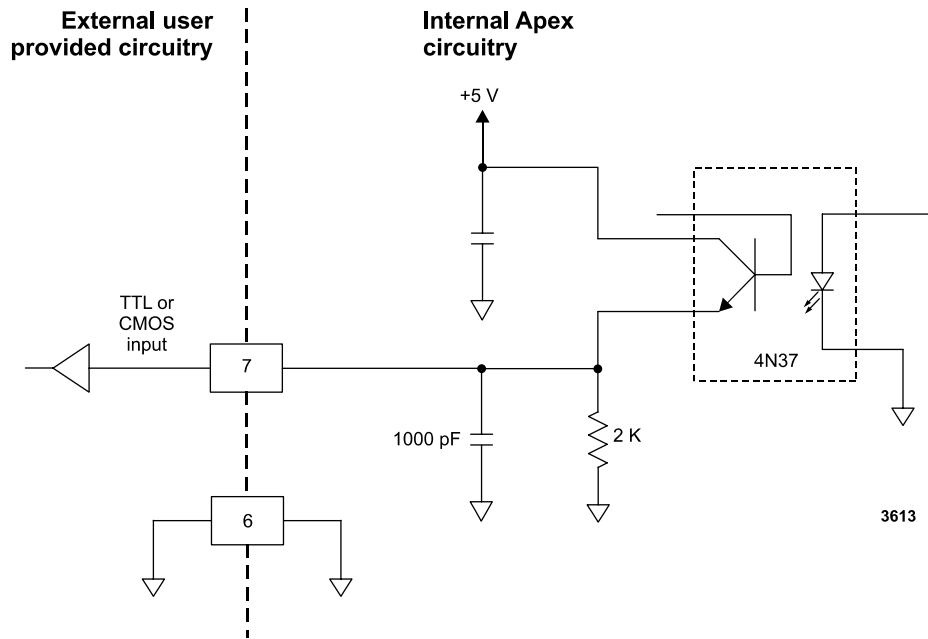 External user
provided circuitry
Internal Apex
circuitry
+5 V
TTL or
CMOS
input
7
4N37
1000 pF
2 K
6
3613